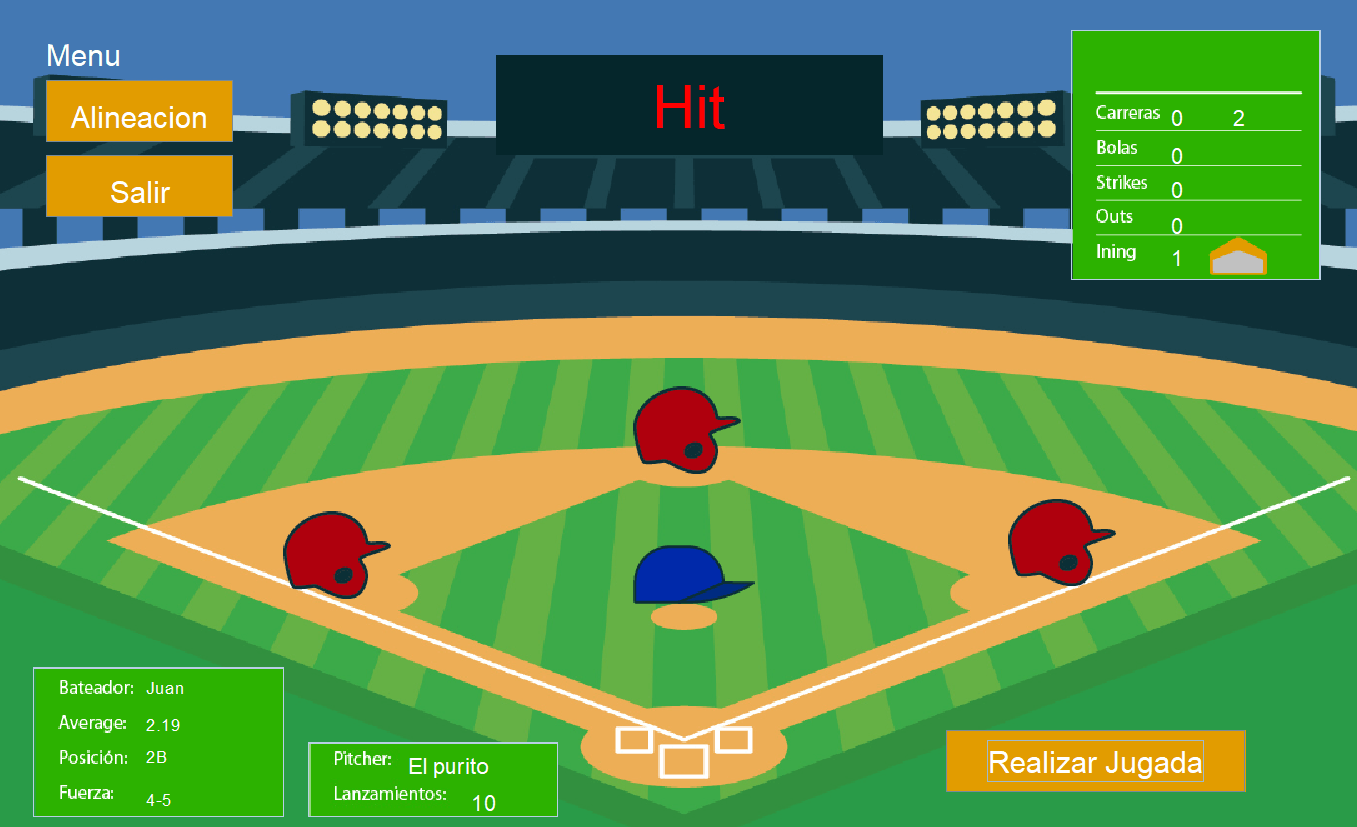 Menu
Alineacion
Salir
Hit
Carreras 0 2
Bolas 0
Strikes 0
Outs 0
Ining 1
Bateador: Juan
Average: 2.19
Posición: 2B
Fuerza: 4-5
Pitcher: El purito
Lanzamientos: 10
Realizar Jugada